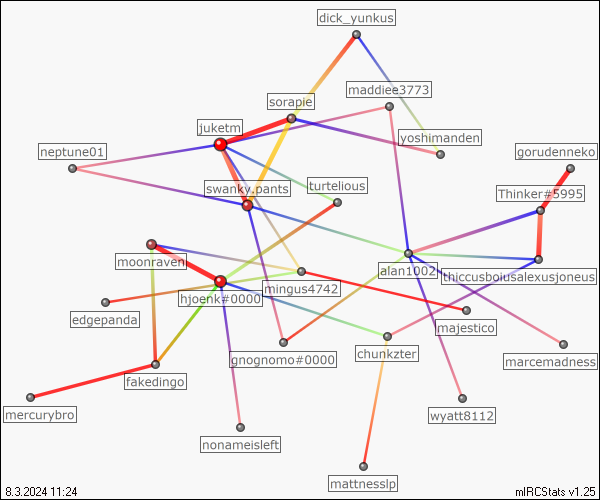 dick_yunkus
maddiee3773
sorapie
juketm
yoshimanden
neptune01
gorudenneko
swanky.pants
turtelious
Thinker#5995
moonraven
alan1002
thiccusboiusalexusjoneus
mingus4742
hjoenk#0000
edgepanda
majestico
gnognomo#0000
chunkzter
marcemadness
fakedingo
mercurybro
wyatt8112
nonameisleft
mattnesslp
8.3.2024 11:24
mIRCStats v1.25